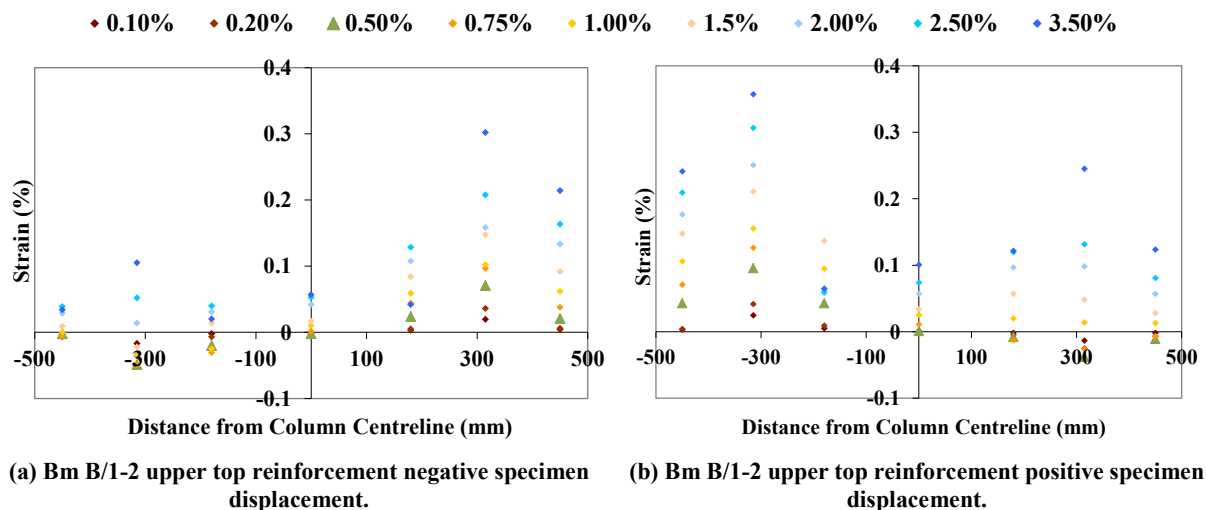 0.10% 0.20% 0.50% 0.75% 1.00% 1.5% 2.00% 2.50% 3.50%
0.4
0.3
0.2
0.1
0
-0.1
-500 -300 -100 100 300 500
Strain (%)
Distance from Column Centreline (mm)
(a) Bm B/1-2 upper top reinforcement negative specimen
displacement.
0.4
0.3
0.2
0.1
0
-0.1
-500 -300 -100 100 300 500
Strain (%)
Distance from Column Centreline (mm)
(b) Bm B/1-2 upper top reinforcement positive specimen
displacement.